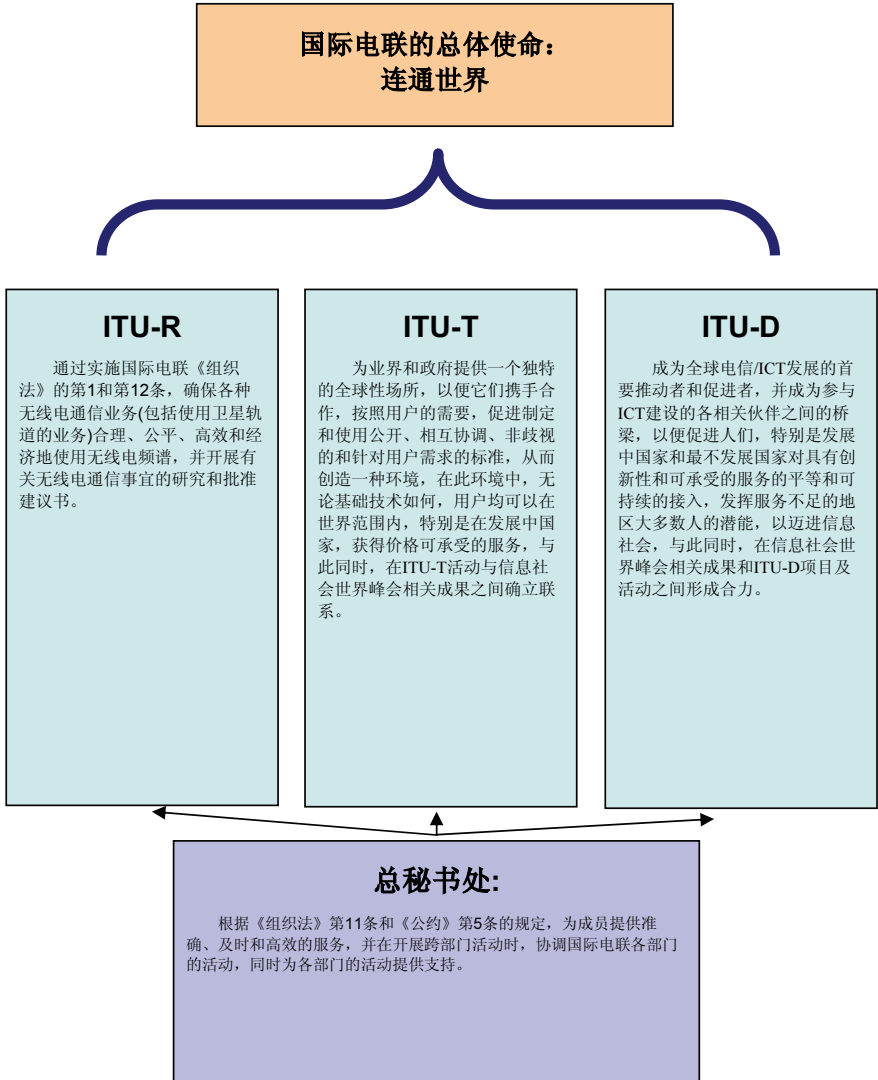 国际电联的总体使命：
连通世界
ITU-R
通过实施国际电联《组织
法》的第1和第12条，确保各种
无线电通信业务(包括使用卫星轨
道的业务)合理、公平、高效和经
济地使用无线电频谱，并开展有
关无线电通信事宜的研究和批准
建议书。
ITU-T
为业界和政府提供一个独特
的全球性场所，以便它们携手合
作，按照用户的需要，促进制定
和使用公开、相互协调、非歧视
的和针对用户需求的标准，从而
创造一种环境，在此环境中，无
论基础技术如何，用户均可以在
世界范围内，特别是在发展中国
家，获得价格可承受的服务，与
此同时，在ITU-T活动与信息社
会世界峰会相关成果之间确立联
系。
ITU-D
成为全球电信/ICT发展的首
要推动者和促进者，并成为参与
ICT建设的各相关伙伴之间的桥
梁，以便促进人们，特别是发展
中国家和最不发展国家对具有创
新性和可承受的服务的平等和可
持续的接入，发挥服务不足的地
区大多数人的潜能，以迈进信息
社会，与此同时，在信息社会世
界峰会相关成果和ITU-D项目及
活动之间形成合力。
总秘书处:
根据《组织法》第11条和《公约》第5条的规定，为成员提供准
确、及时和高效的服务，并在开展跨部门活动时，协调国际电联各部门
的活动，同时为各部门的活动提供支持。